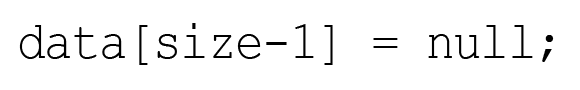 data[size-1] = null;